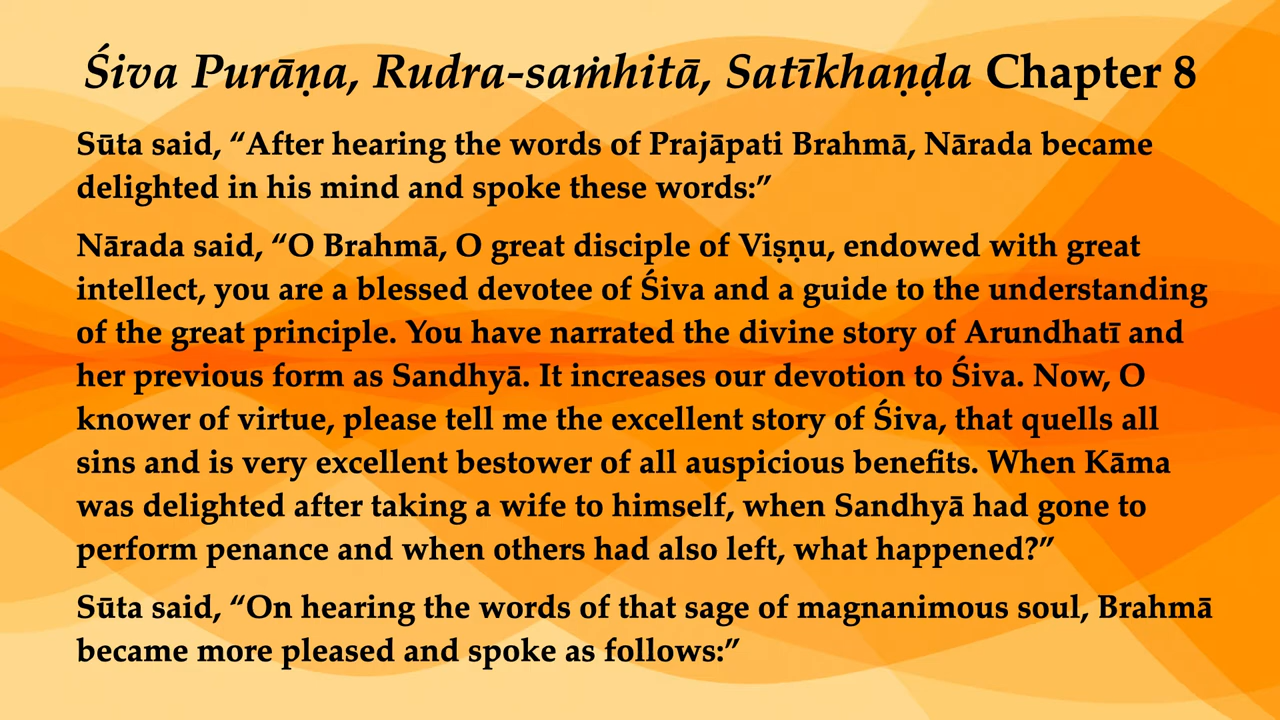 Śiva Purāṇa, Rudra-saṁhitā, Satīkhaṇḍa Chapter 8
Sūta said, “After hearing the words of Prajāpati Brahmā, Nārada became
delighted in his mind and spoke these words:”
Nārada said, “O Brahmā, O great disciple of Viṣṇu, endowed with great
intellect, you are a blessed devotee of Śiva and a guide to the understanding
of the great principle. You have narrated the divine story of Arundhatī and
her previous form as Sandhyā. It increases our devotion to Śiva. Now, O
knower of virtue, please tell me the excellent story of Śiva, that quells all
sins and is very excellent bestower of all auspicious benefits. When Kāma
was delighted after taking a wife to himself, when Sandhyā had gone to
perform penance and when others had also left, what happened?”
Sūta said, “On hearing the words of that sage of magnanimous soul, Brahmā
became more pleased and spoke as follows:”